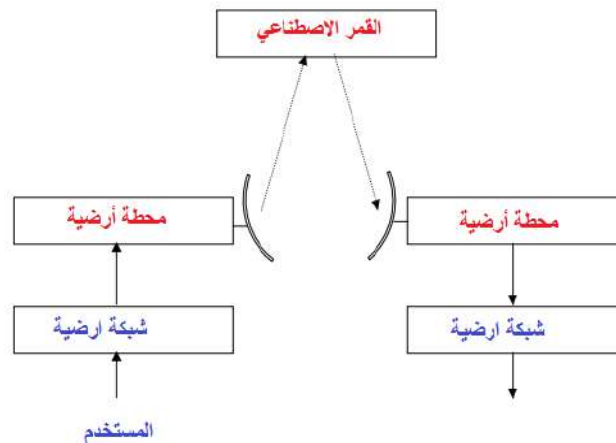 القمر الاصطناعي
محطة أرضية
محطة أرضية
شبكة ارضية
شبكة ارضية
المستخدم